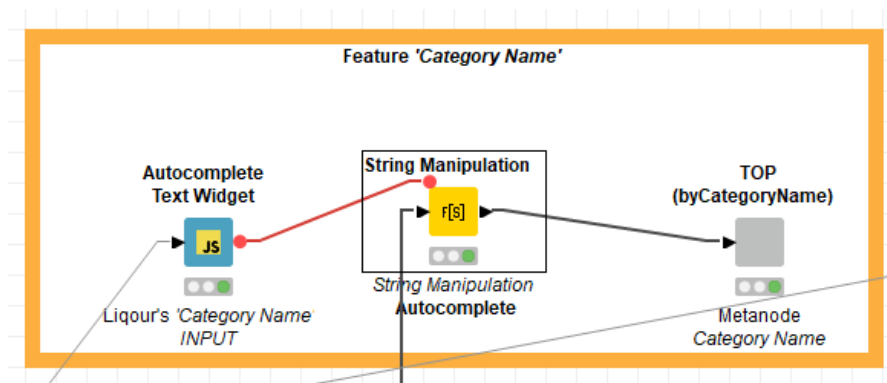 Feature 'Category Name'
Autocomplete
Text Widget
JS
Liqour's 'Category Name'
INPUT
String Manipulation
F[S]
String Manipulation
Autocomplete
TOP
(byCategoryName)
Metanode
Category Name